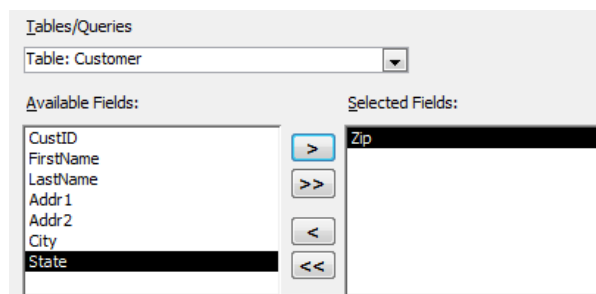 Tables/Queries
Table: Customer
Available Fields:
Selected Fields:
CustID
FirstName
LastName
Addr1
Addr2
City
State
>
>>
<
<<
Zip